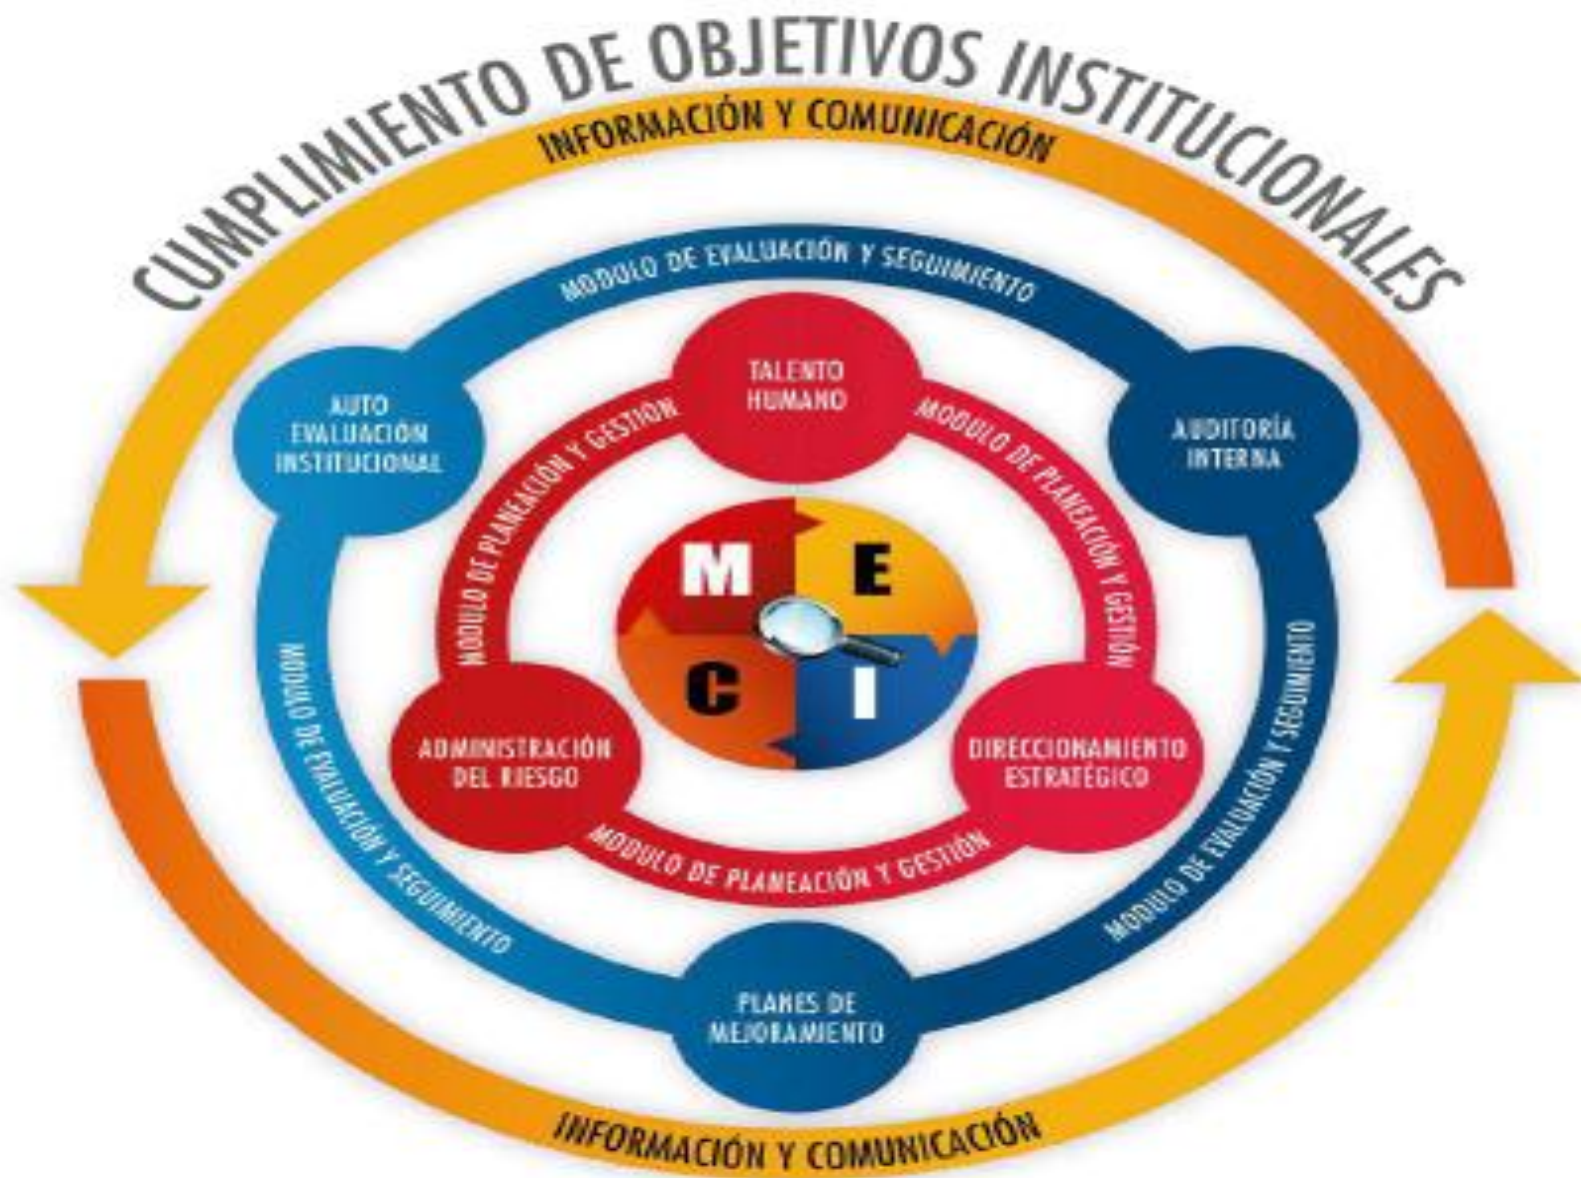 CUMPLIMIENTO DE OBJETIVOS INSTITUCIONALES
INFORMACIÓN Y COMUNICACIÓN
MODULO DE EVALUACIÓN Y SEGUIMIENTO
AUTO
EVALUACIÓN
INSTITUCIONAL
TALENTO
HUMANO
AUDITORÍA
INTERNA
MODULO DE PLANEACIÓN Y GESTIÓN
MODULO DE PLANEACIÓN Y GESTIÓN
M E
C I
MODULO DE EVALUACIÓN Y SEGUIMIENTO
MODULO DE EVALUACIÓN Y SEGUIMIENTO
ADMINISTRACIÓN
DEL RIESGO
DIRECCIONAMIENTO
ESTRATÉGICO
MODULO DE PLANEACIÓN Y GESTIÓN
PLANES DE
MEJORAMIENTO
INFORMACIÓN Y COMUNICACIÓN